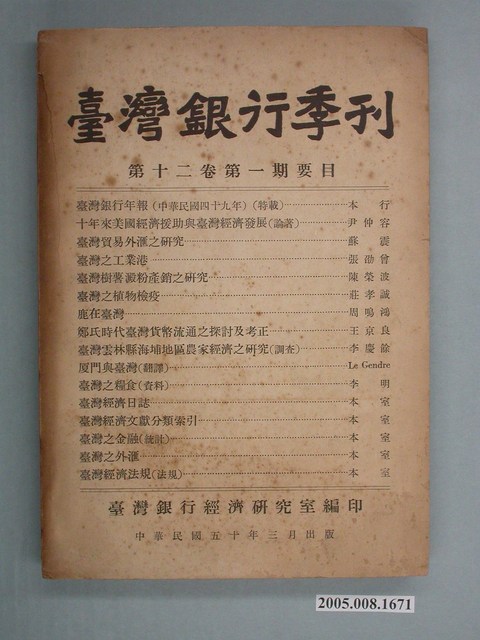 臺灣銀行季刊
第十二卷第一期要目
臺灣銀行年報(中華民國四十九年)(特載)⋯⋯本行
十年來美國經濟援助與臺灣經濟發展(論著)⋯⋯尹仲容
臺灣貿易外滙之研究⋯⋯蘇震
臺灣之工業港⋯⋯張劭曾
臺灣樹薯澱粉產銷之研究⋯⋯陳榮波
臺灣之植物檢疫⋯⋯莊孝誠
鹿在臺灣⋯⋯周鳴鴻
鄭氏時代臺灣貨幣流通之探討及考正⋯⋯王京良
臺灣雲林縣海埔地區農家經濟之研究(調查)⋯⋯李慶餘
厦門與臺灣(翻譯)⋯⋯Le Gendre
臺灣之糧食(資料)⋯⋯李明
臺灣經濟日誌⋯⋯本室
臺灣經濟文獻分類索引⋯⋯本室
臺灣之金融(統計)⋯⋯本室
臺灣之外滙⋯⋯本室
臺灣經濟法規(法規)⋯⋯本室
臺灣銀行經濟研究室編印
中華民國五十年三月出版
2005.008.1671